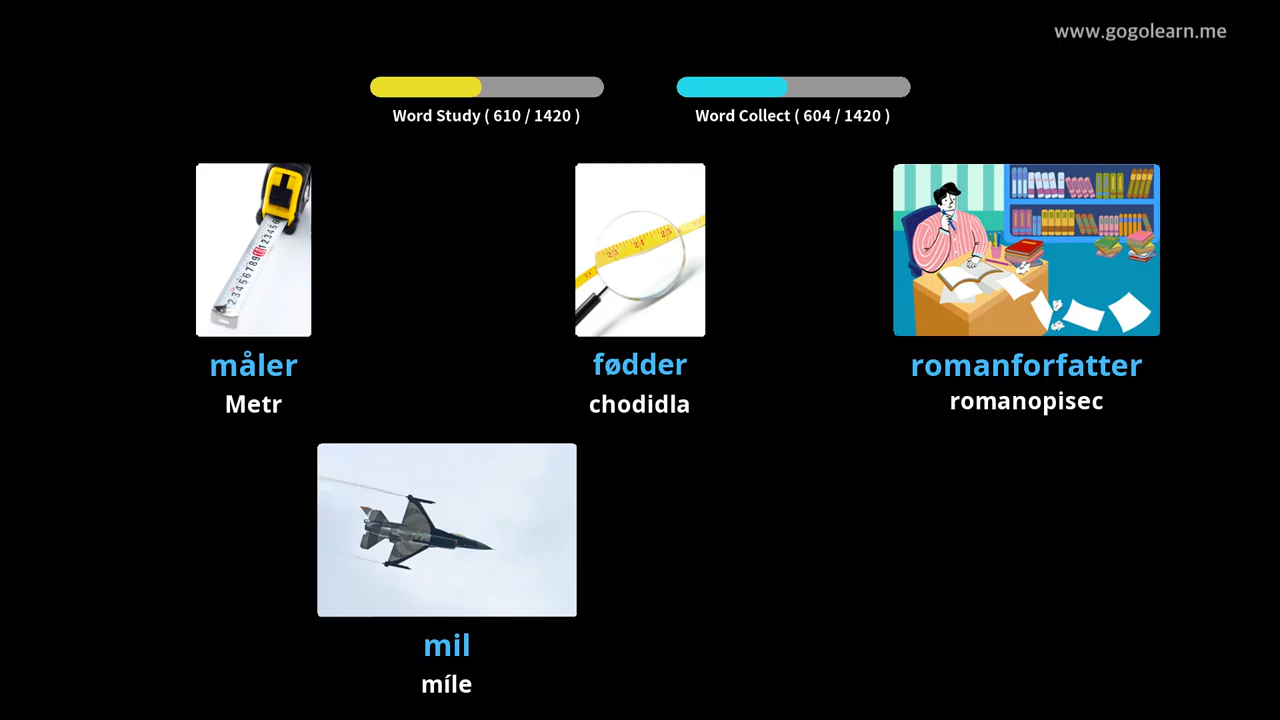 www.gogolearn.me
Word Study ( 610 / 1420 )
Word Collect ( 604 / 1420 )
måler
fødder
romanforfatter
Metr
chodidla
romanopisec
mil
míle